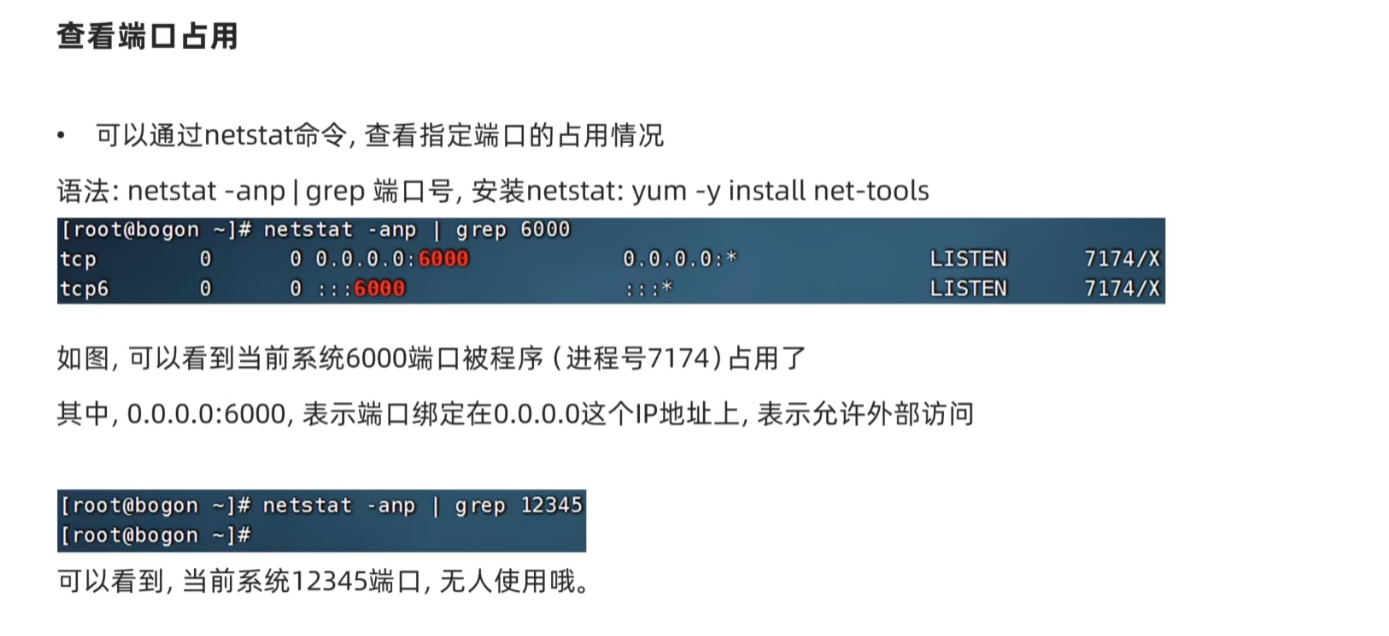 查看端口占用
• 可以通过netstat命令, 查看指定端口的占用情况
语法: netstat -anp | grep 端口号, 安装netstat: yum -y install net-tools
[root@bogon ~]# netstat -anp | grep 6000
tcp 0 0 0.0.0.0:6000 0.0.0.0:* LISTEN 7174/X
tcp6 0 0 :::6000 :::* LISTEN 7174/X
如图, 可以看到当前系统6000端口被程序（进程号7174）占用了
其中, 0.0.0.0:6000, 表示端口绑定在0.0.0.0这个IP地址上, 表示允许外部访问
[root@bogon ~]# netstat -anp | grep 12345
[root@bogon ~]#
可以看到, 当前系统12345端口, 无人使用哦。